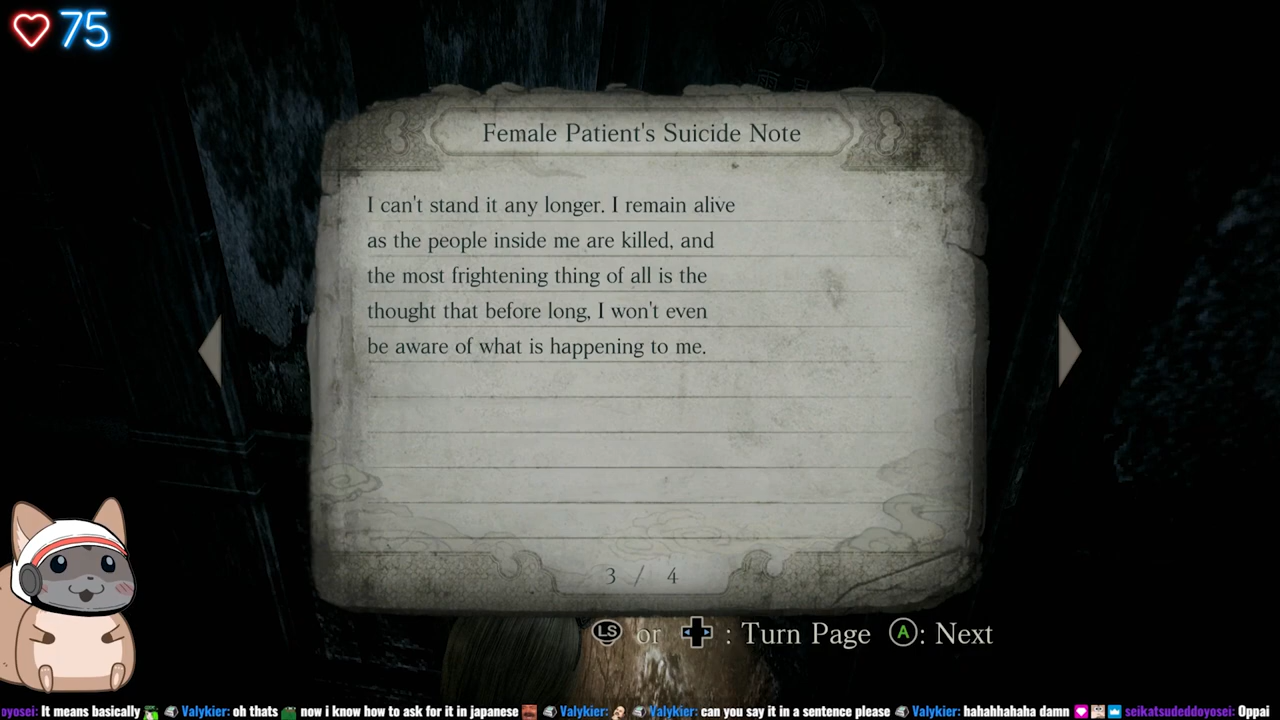 75
Female Patient's Suicide Note
I can't stand it any longer. I remain alive
as the people inside me are killed, and
the most frightening thing of all is the
thought that before long, I won't even
be aware of what is happening to me.
3 / 4
LS or : Turn Page A: Next
oyosei: It means basically Valykier: oh thats now i know how to ask for it in japanese Valykier: Valykier: can you say it in a sentence please Valykier: hahahhahaha damn seikatsudeddoyosei: Oppai